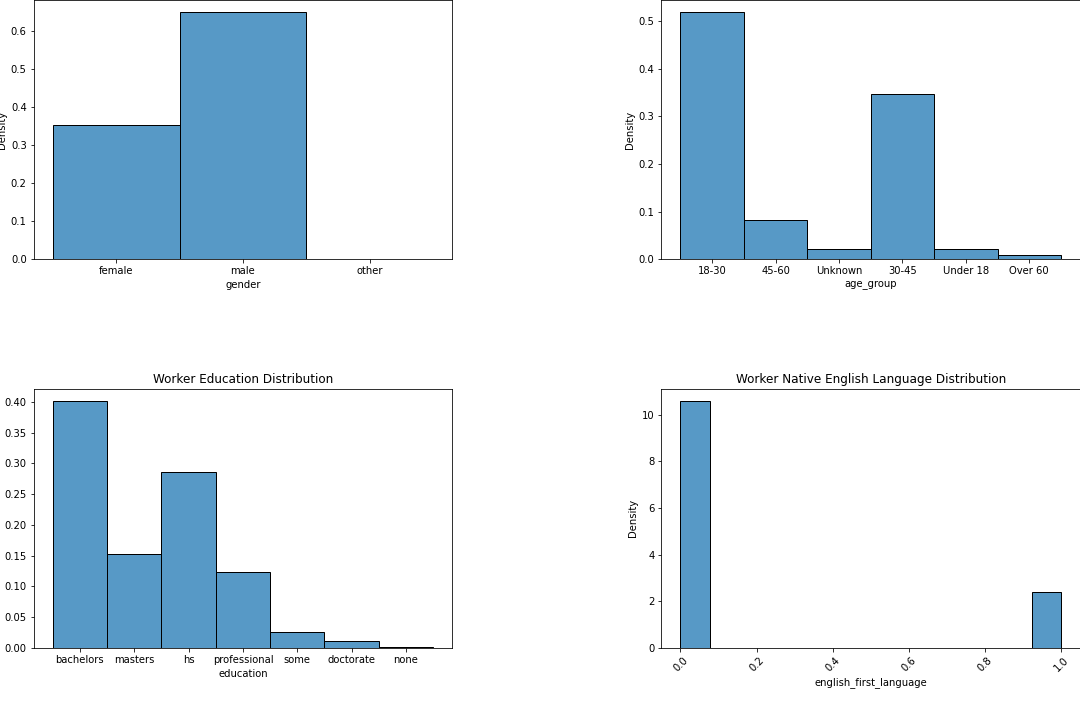 0.6
0.5
0.4
0.3
0.2
0.1
0.0
Density
female male other
gender
0.5
0.4
0.3
0.2
0.1
0.0
Density
18-30 45-60 Unknown 30-45 Under 18 Over 60
age_group
Worker Education Distribution
0.40
0.35
0.30
0.25
0.20
0.15
0.10
0.05
0.00
bachelors masters hs professional some doctorate none
education
Worker Native English Language Distribution
10
8
6
4
2
0
Density
0.0 0.2 0.4 0.6 0.8 1.0
english_first_language